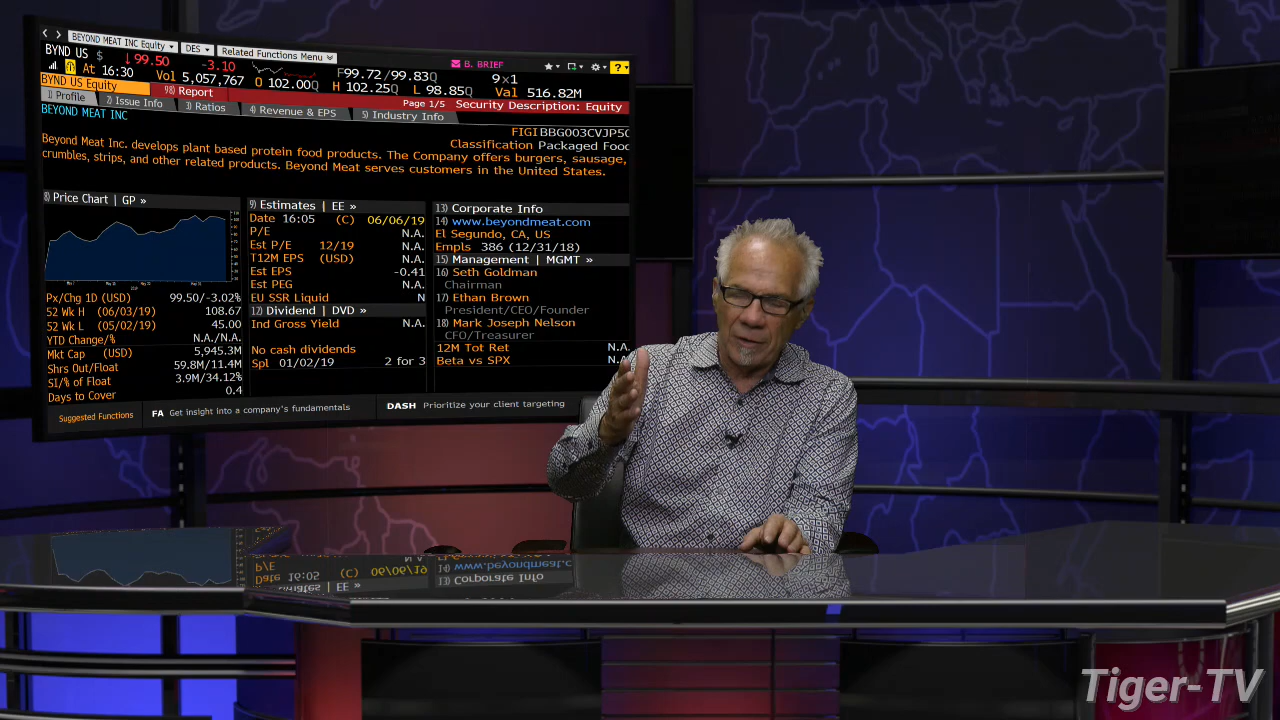 BEYOND MEAT INC Equity DES Related Functions Menu
BYND US $ ↓99.50 -3.10 B. BRIEF
F99.72/99.83Q 9×1
At 16:30 Vol 5,057,767 O 102.00Q H 102.25Q L 98.85Q Val 516.82M
BYND US Equity 98) Report Page 1/5 Security Description: Equity
1) Profile 2) Issue Info 3) Ratios 4) Revenue & EPS 5) Industry Info
BEYOND MEAT INC
FIGI BBG003CVJP5
Classification Packaged Food
Beyond Meat Inc. develops plant based protein food products. The Company offers burgers, sausage,
crumbles, strips, and other related products. Beyond Meat serves customers in the United States.
8) Price Chart | GP »
Px/Chg 1D (USD) 99.50/-3.02%
52 Wk H (06/03/19) 108.67
52 Wk L (05/02/19) 45.00
YTD Change/% N.A./N.A.
Mkt Cap (USD) 5,945.3M
Shrs Out/Float 59.8M/11.4M
SI/% of Float 3.9M/34.12%
Days to Cover 0.4
9) Estimates | EE »
Date 16:05 (C) 06/06/19
P/E N.A.
Est P/E 12/19 N.A.
T12M EPS (USD) N.A.
Est EPS -0.41
Est PEG N.A.
EU SSR Liquid N
12) Dividend | DVD »
Ind Gross Yield N.A.
No cash dividends
Spl 01/02/19 2 for 3
13) Corporate Info
14) www.beyondmeat.com
El Segundo, CA, US
Empls 386 (12/31/18)
15) Management | MGMT »
16) Seth Goldman
Chairman
17) Ethan Brown
President/CEO/Founder
18) Mark Joseph Nelson
CFO/Treasurer
12M Tot Ret N.A.
Beta vs SPX N.A.
Suggested Functions FA Get insight into a company's fundamentals DASH Prioritize your client targeting
Tiger-TV